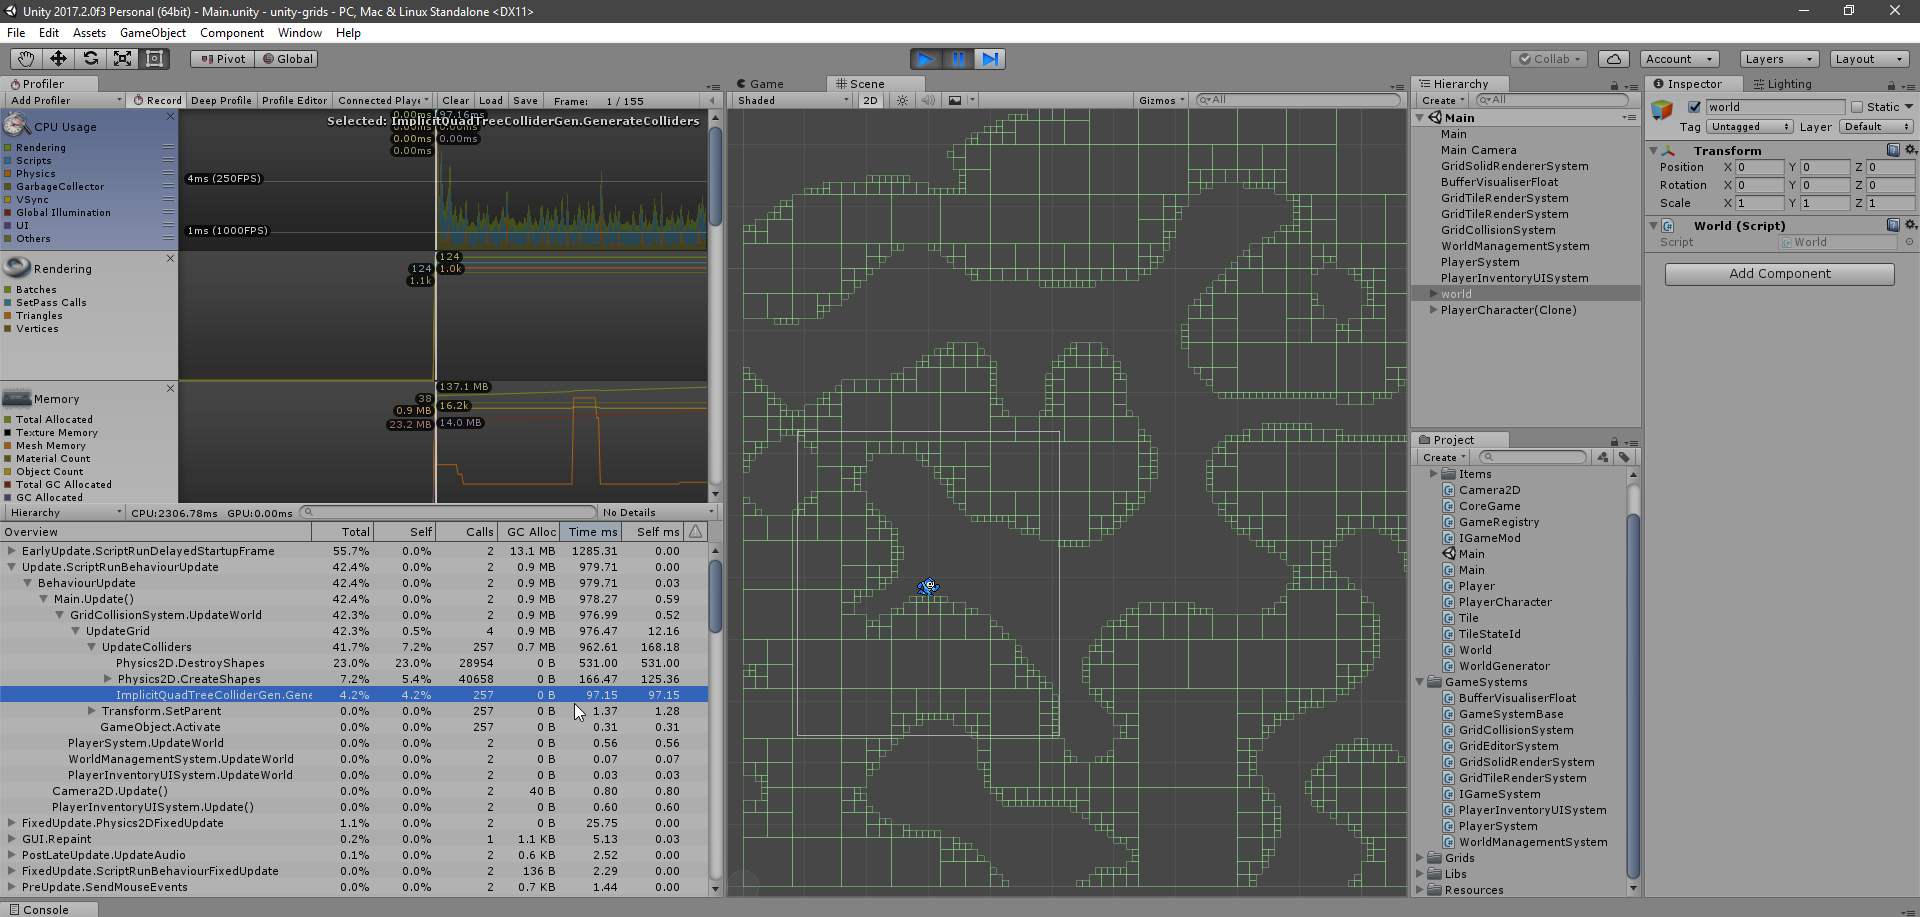 Unity 2017.2.0f3 Personal (64bit) - Main.unity - unity-grids - PC, Mac & Linux Standalone <DX11>
File Edit Assets GameObject Component Window Help
Pivot Global Collab Account Layers Layout
Profiler
Add Profiler Record Deep Profile Profile Editor Connected Playe Clear Load Save Frame: 1 / 155
CPU Usage
Rendering
Scripts
Physics
GarbageCollector
VSync
Global Illumination
UI
Others
Selected: ImplicitQuadTreeColliderGen.GenerateColliders
0.00ms 97.16ms
0.00ms 0.00ms
0.00ms 0.00ms
0.00ms
4ms (250FPS)
1ms (1000FPS)
Rendering
Batches
SetPass Calls
Triangles
Vertices
124
124 1.0k
1.1k
Memory
Total Allocated
Texture Memory
Mesh Memory
Material Count
Object Count
Total GC Allocated
GC Allocated
137.1 MB
38
0.9 MB 16.2k
23.2 MB 14.0 MB
Hierarchy CPU:2306.78ms GPU:0.00ms No Details
Overview Total Self Calls GC Alloc Time ms Self ms
EarlyUpdate.ScriptRunDelayedStartupFrame 55.7% 0.0% 2 13.1 MB 1285.31 0.00
Update.ScriptRunBehaviourUpdate 42.4% 0.0% 2 0.9 MB 979.71 0.00
BehaviourUpdate 42.4% 0.0% 2 0.9 MB 979.71 0.03
Main.Update() 42.4% 0.0% 2 0.9 MB 978.27 0.59
GridCollisionSystem.UpdateWorld 42.3% 0.0% 2 0.9 MB 976.99 0.52
UpdateGrid 42.3% 0.5% 4 0.9 MB 976.47 12.16
UpdateColliders 41.7% 7.2% 257 0.7 MB 962.61 168.18
Physics2D.DestroyShapes 23.0% 23.0% 28954 0 B 531.00 531.00
Physics2D.CreateShapes 7.2% 5.4% 40658 0 B 166.47 125.36
ImplicitQuadTreeColliderGen.Gene 4.2% 4.2% 257 0 B 97.15 97.15
Transform.SetParent 0.0% 0.0% 257 0 B 1.37 1.28
GameObject.Activate 0.0% 0.0% 257 0 B 0.31 0.31
PlayerSystem.UpdateWorld 0.0% 0.0% 2 0 B 0.56 0.56
WorldManagementSystem.UpdateWorld 0.0% 0.0% 2 0 B 0.07 0.07
PlayerInventoryUISystem.UpdateWorld 0.0% 0.0% 2 0 B 0.03 0.03
Camera2D.Update() 0.0% 0.0% 2 40 B 0.80 0.80
PlayerInventoryUISystem.Update() 0.0% 0.0% 2 0 B 0.60 0.60
FixedUpdate.Physics2DFixedUpdate 1.1% 0.0% 2 0 B 25.75 0.00
GUI.Repaint 0.2% 0.0% 1 1.1 KB 5.13 0.03
PostLateUpdate.UpdateAudio 0.1% 0.0% 2 0.6 KB 2.52 0.00
FixedUpdate.ScriptRunBehaviourFixedUpdate 0.0% 0.0% 2 136 B 2.29 0.00
PreUpdate.SendMouseEvents 0.0% 0.0% 2 0.7 KB 1.44 0.00
Console
Game Scene
Shaded 2D Gizmos All
Hierarchy
Create All
Main
Main
Main Camera
GridSolidRendererSystem
BufferVisualiserFloat
GridTileRenderSystem
GridTileRenderSystem
GridCollisionSystem
WorldManagementSystem
PlayerSystem
PlayerInventoryUISystem
world
PlayerCharacter(Clone)
Project
Create
Items
Camera2D
CoreGame
GameRegistry
IGameMod
Main
Main
Player
PlayerCharacter
Tile
TileStateId
World
WorldGenerator
GameSystems
BufferVisualiserFloat
GameSystemBase
GridCollisionSystem
GridEditorSystem
GridSolidRenderSystem
GridTileRenderSystem
IGameSystem
PlayerInventoryUISystem
PlayerSystem
WorldManagementSystem
Grids
Libs
Resources
Inspector Lighting
world Static
Tag Untagged Layer Default
Transform
Position X 0 Y 0 Z 0
Rotation X 0 Y 0 Z 0
Scale X 1 Y 1 Z 1
World (Script)
Script World
Add Component